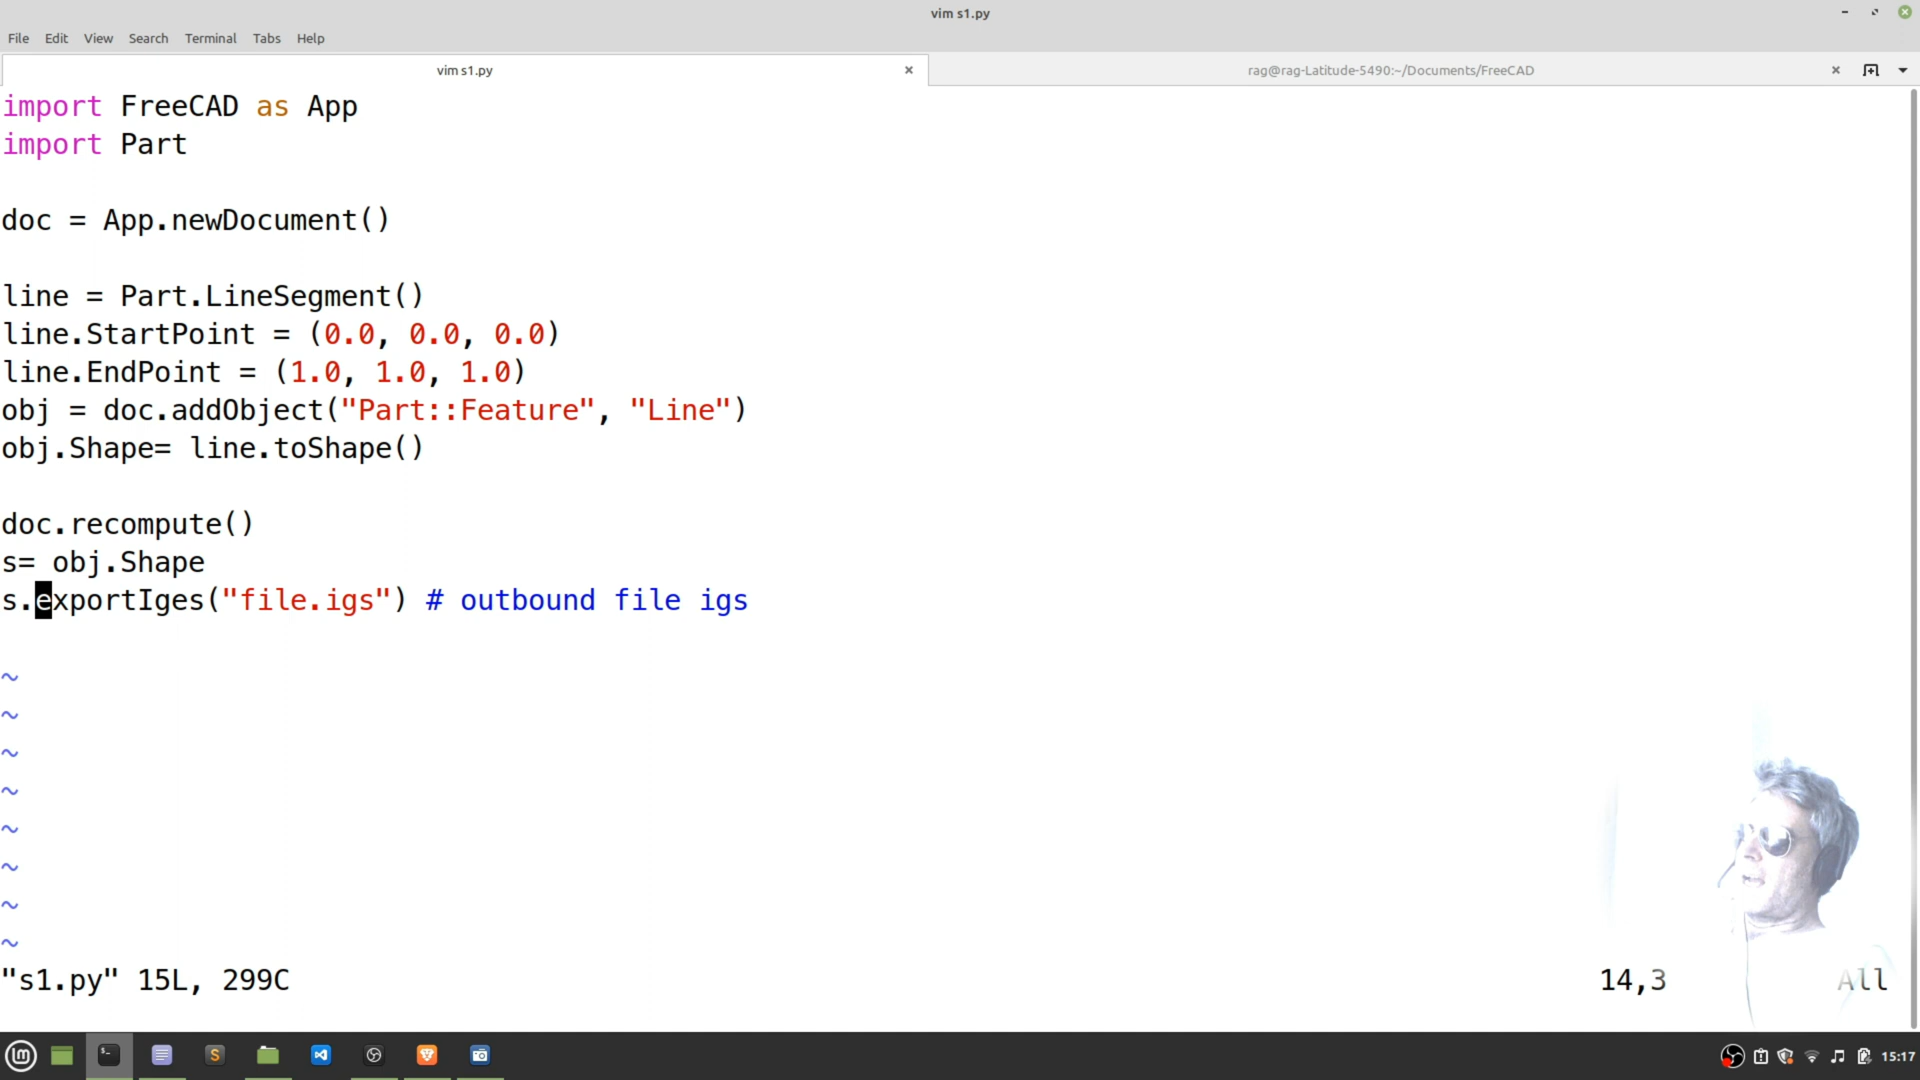 vim s1.py
File Edit View Search Terminal Tabs Help
vim s1.py rag@rag-Latitude-5490:~/Documents/FreeCAD
import FreeCAD as App
import Part
doc = App.newDocument()
line = Part.LineSegment()
line.StartPoint = (0.0, 0.0, 0.0)
line.EndPoint = (1.0, 1.0, 1.0)
obj = doc.addObject("Part::Feature", "Line")
obj.Shape= line.toShape()
doc.recompute()
s= obj.Shape
s.exportIges("file.igs") # outbound file igs
~
~
~
~
~
~
~
~
"s1.py" 15L, 299C 14,3 All
15:17